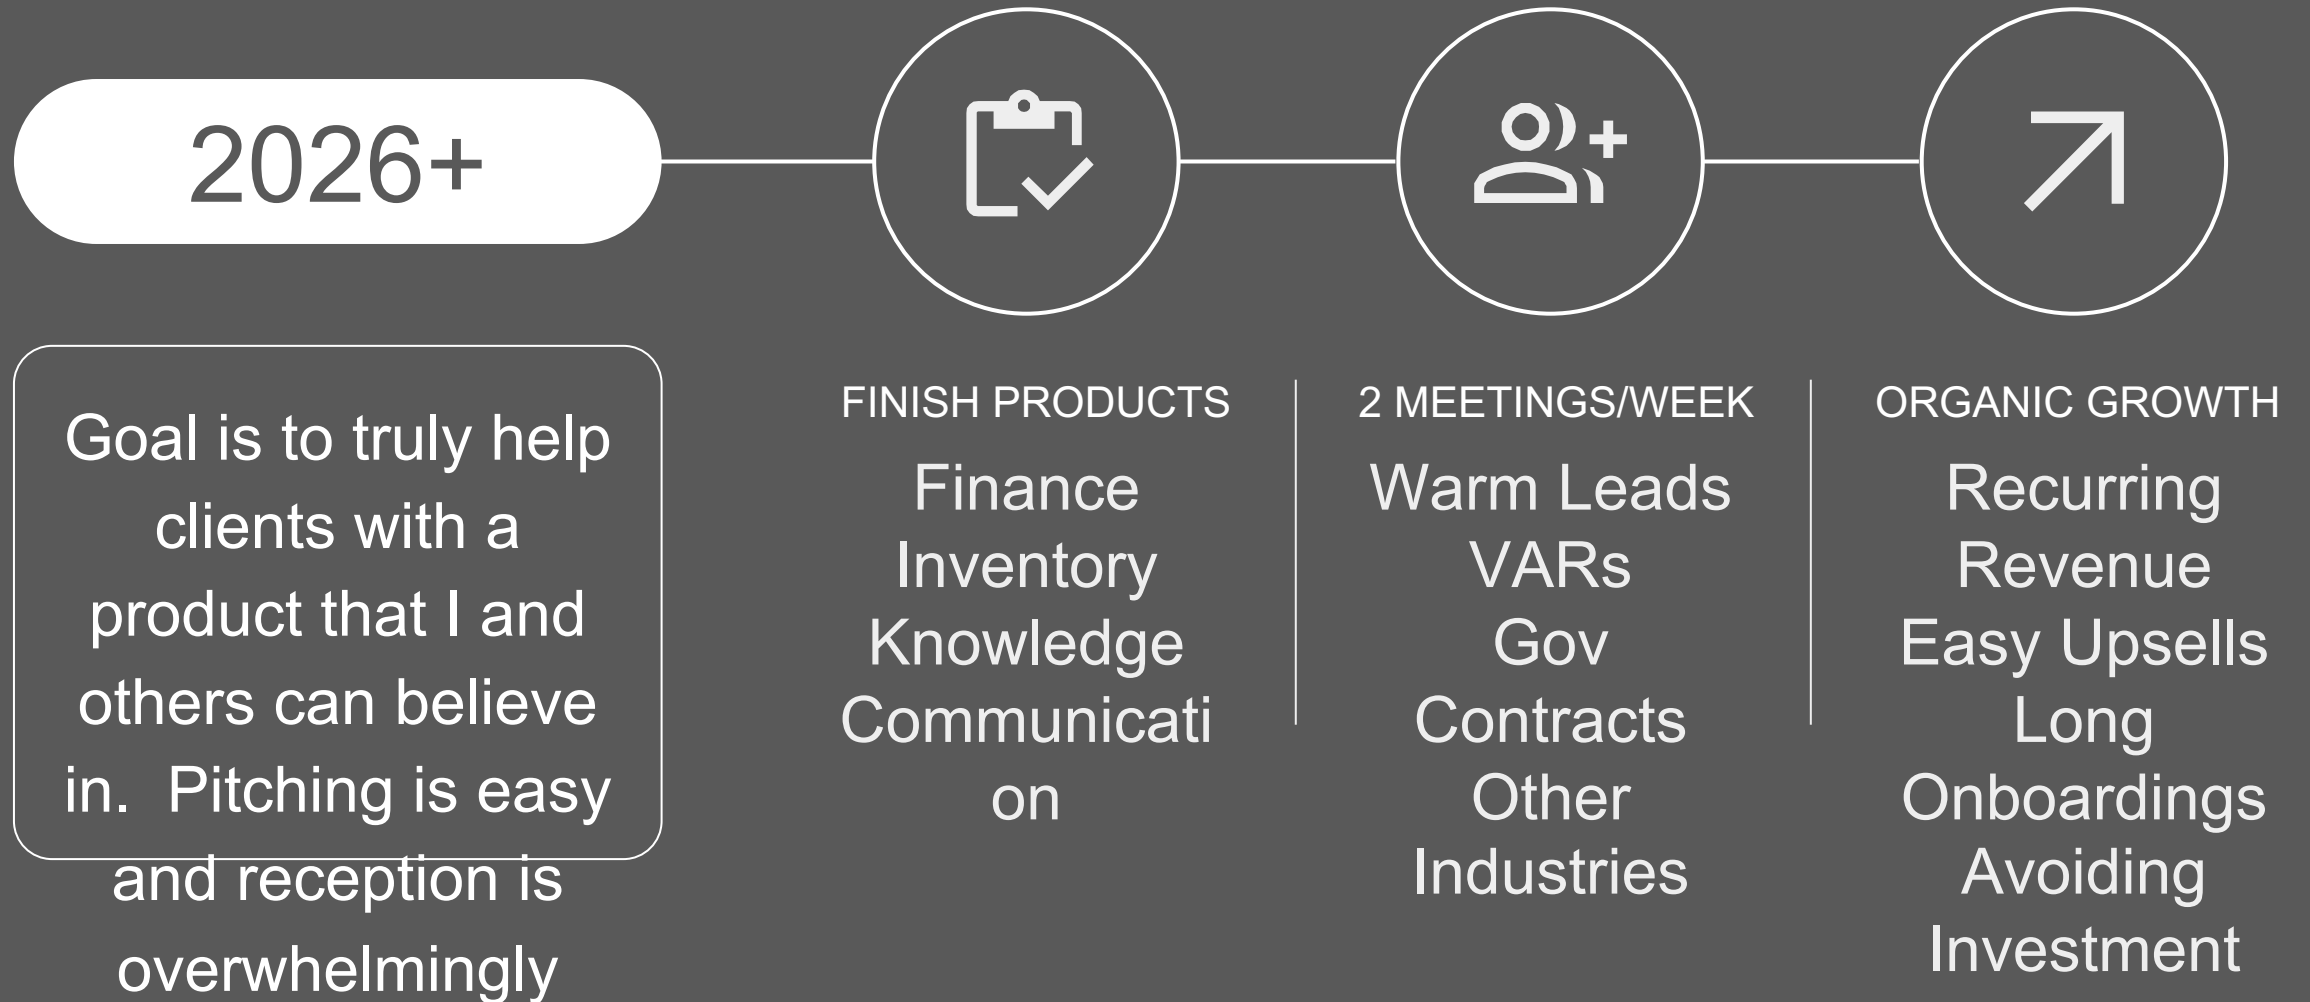 2026+
Goal is to truly help
clients with a
product that I and
others can believe
in.  Pitching is easy
and reception is
overwhelmingly
FINISH PRODUCTS
Finance
Inventory
Knowledge
Communicati
on
2 MEETINGS/WEEK
Warm Leads
VARs
Gov
Contracts
Other
Industries
ORGANIC GROWTH
Recurring
Revenue
Easy Upsells
Long
Onboardings
Avoiding
Investment